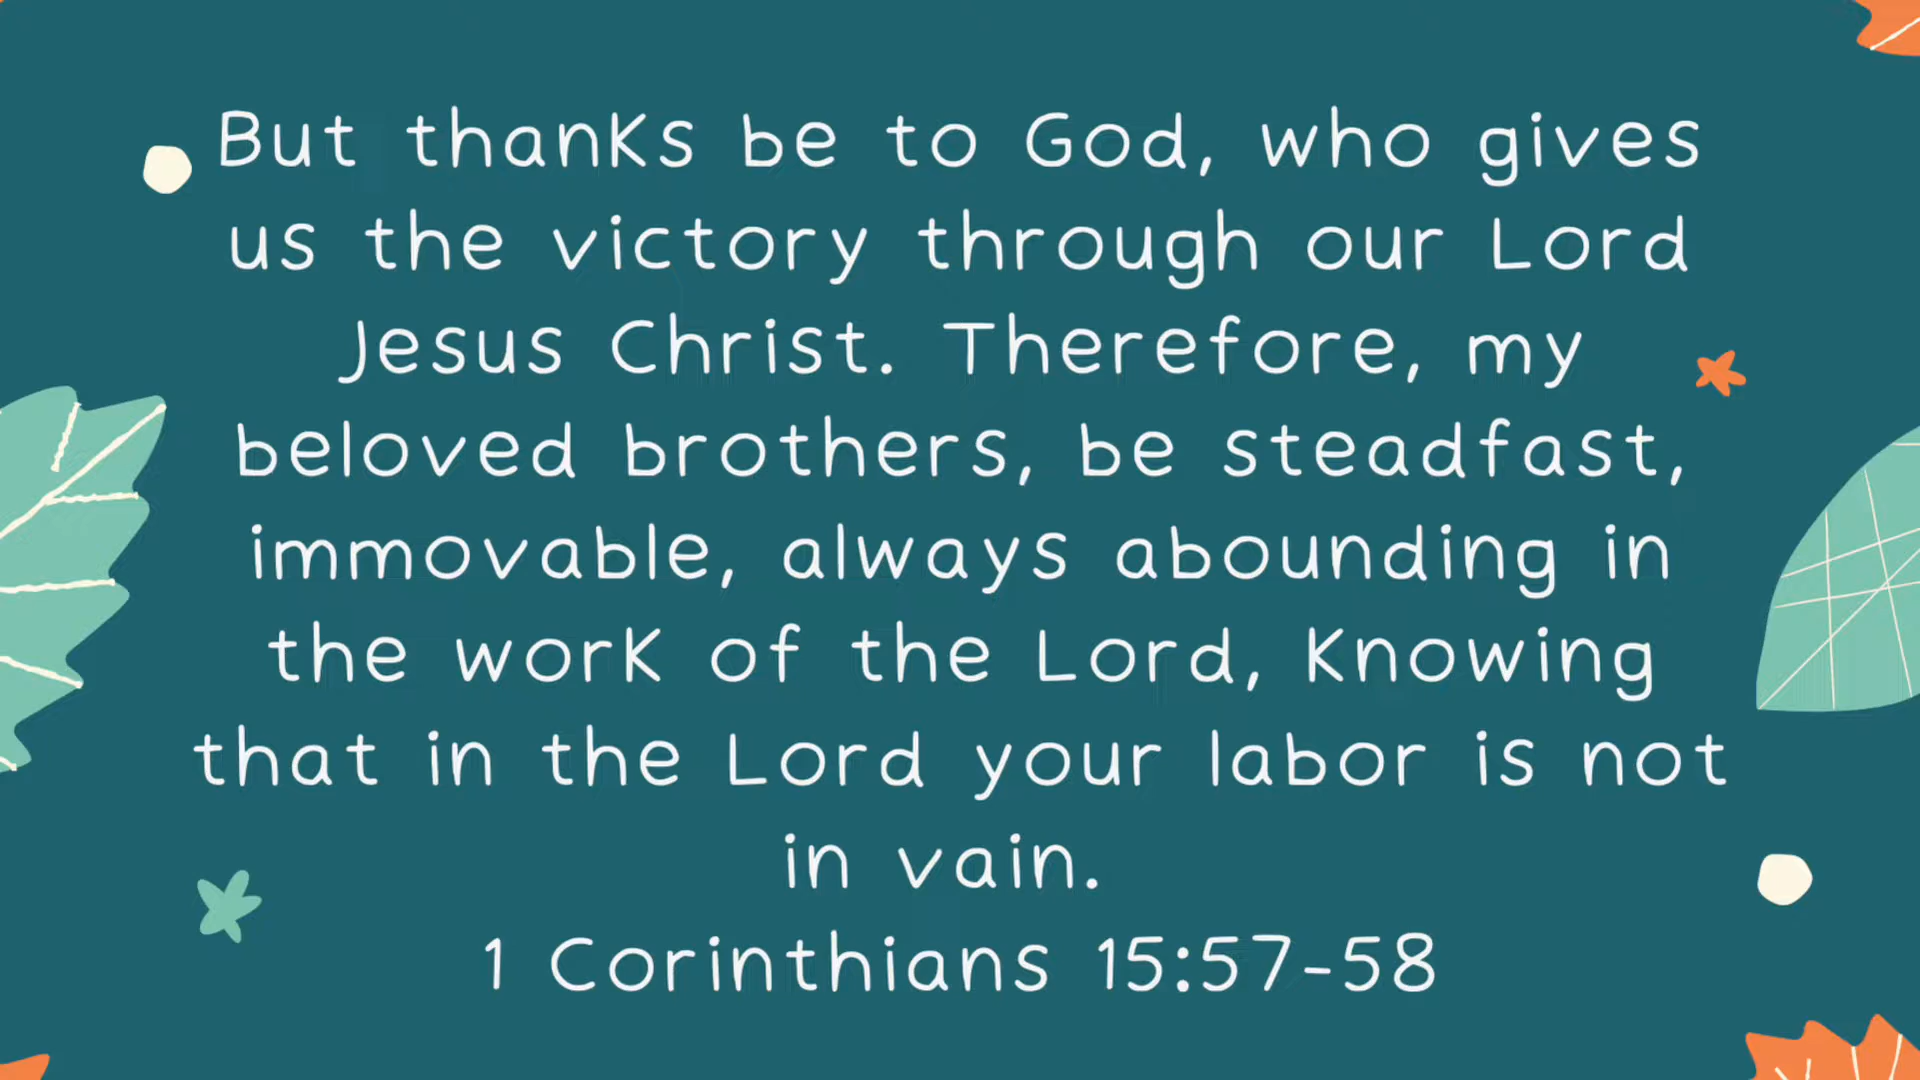 But thanks be to God, who gives
us the victory through our Lord
Jesus Christ. Therefore, my
beloved brothers, be steadfast,
immovable, always abounding in
the work of the Lord, knowing
that in the Lord your labor is not
in vain.
1 Corinthians 15:57-58